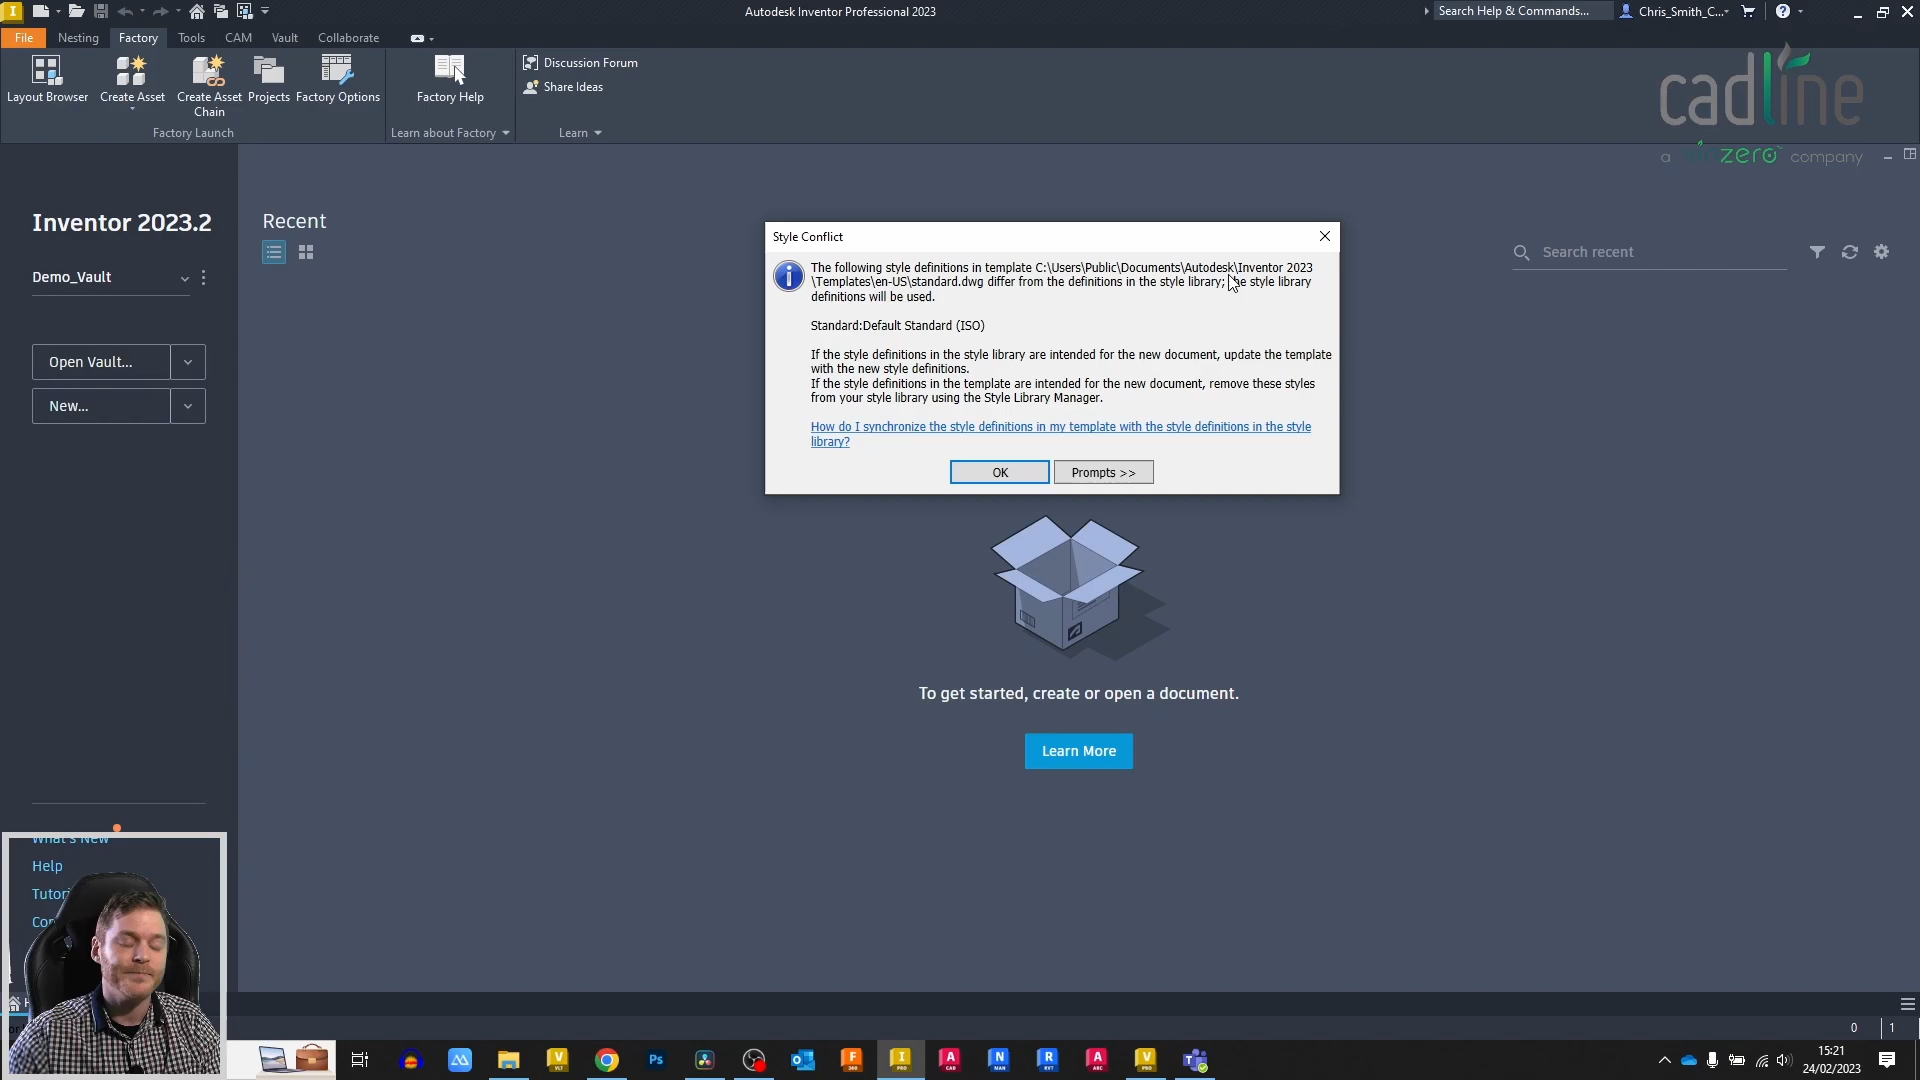 Autodesk Inventor Professional 2023
Search Help & Commands...
Chris_Smith_C...
File
Nesting
Factory
Tools
CAM
Vault
Collaborate
Layout Browser
Create Asset
Create Asset
Chain
Projects
Factory Options
Factory Help
Discussion Forum
Share Ideas
Factory Launch
Learn about Factory
Learn
cadline
a
zero company
Inventor 2023.2
Demo_Vault
Open Vault...
New...
Recent
Search recent
Style Conflict
The following style definitions in template C:\Users\Public\Documents\Autodesk\Inventor 2023
\Templates\en-US\standard.dwg differ from the definitions in the style library; the style library
definitions will be used.
Standard:Default Standard (ISO)
If the style definitions in the style library are intended for the new document, update the template
with the new style definitions.
If the style definitions in the template are intended for the new document, remove these styles
from your style library using the Style Library Manager.
How do I synchronize the style definitions in my template with the style definitions in the style
library?
OK
Prompts >>
To get started, create or open a document.
Learn More
What's New
Help
0
1
15:21
24/02/2023